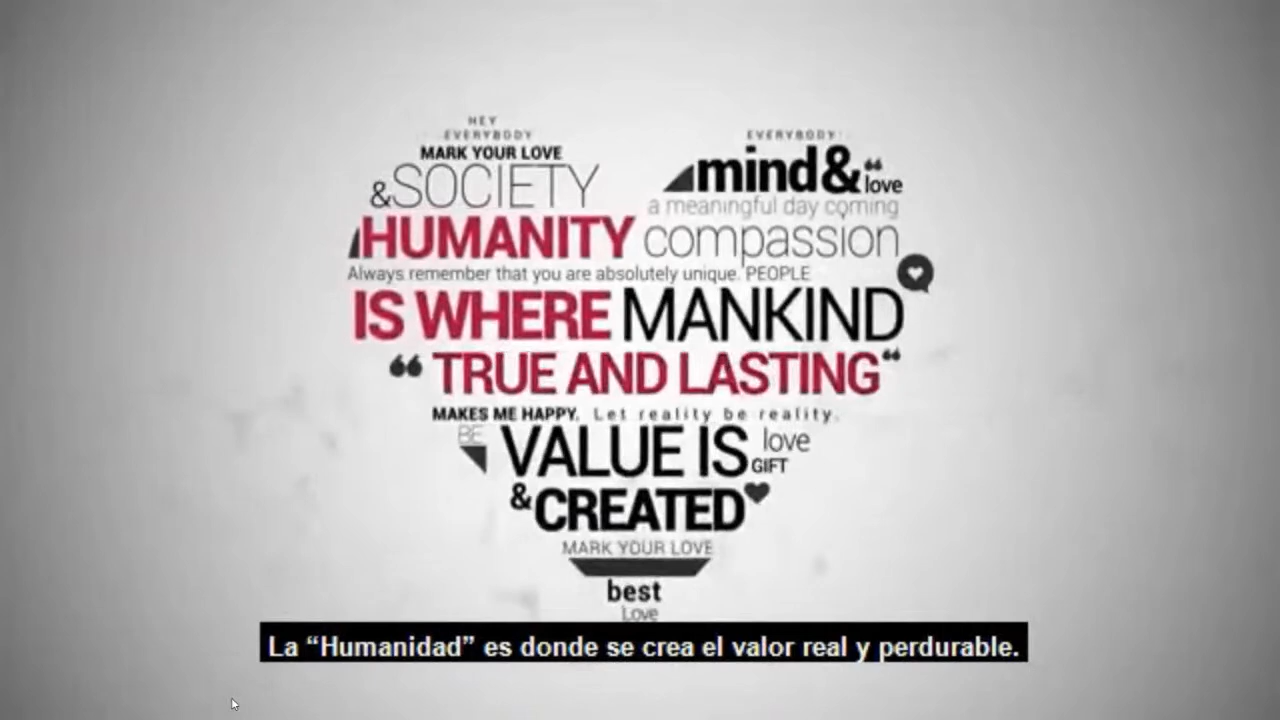 HEY
EVERYBODY
EVERYBODY
MARK YOUR LOVE
mind& love
&SOCIETY
a meaningful day coming
HUMANITY compassion
Always remember that you are absolutely unique. PEOPLE
IS WHERE MANKIND
“ TRUE AND LASTING “
MAKES ME HAPPY. Let reality be reality.
BE
VALUE IS love
GIFT
&CREATED
MARK YOUR LOVE
best
Love
La “Humanidad” es donde se crea el valor real y perdurable.